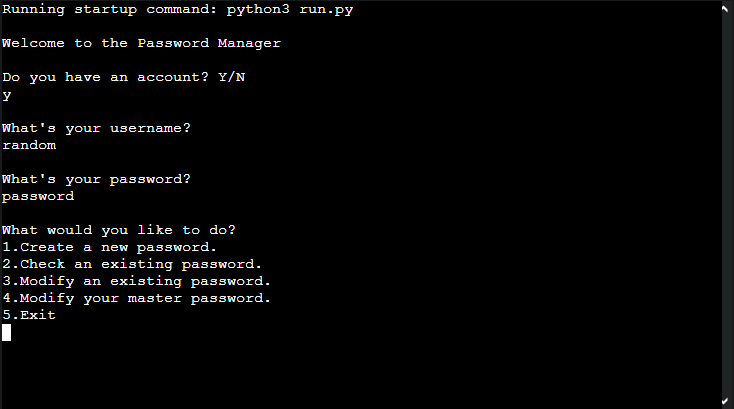 Running startup command: python3 run.py
Welcome to the Password Manager
Do you have an account? Y/N
y
What's your username?
random
What's your password?
password
What would you like to do?
1.Create a new password.
2.Check an existing password.
3.Modify an existing password.
4.Modify your master password.
5.Exit